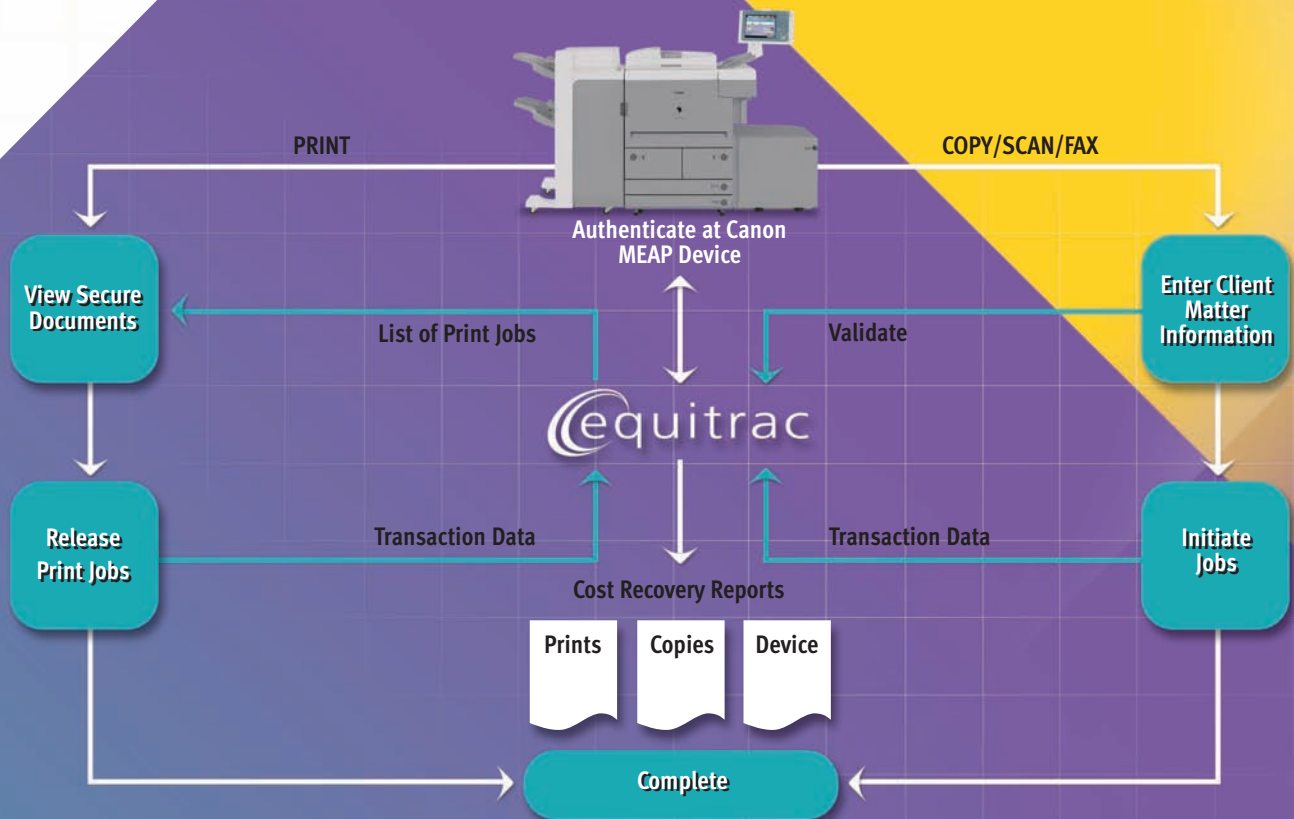 PRINT
COPY/SCAN/FAX
Authenticate at Canon
MEAP Device
View Secure
Documents
List of Print Jobs
Validate
Enter Client
Matter
Information
equitrac
Release
Print Jobs
Transaction Data
Transaction Data
Initiate
Jobs
Cost Recovery Reports
Prints
Copies
Device
Complete